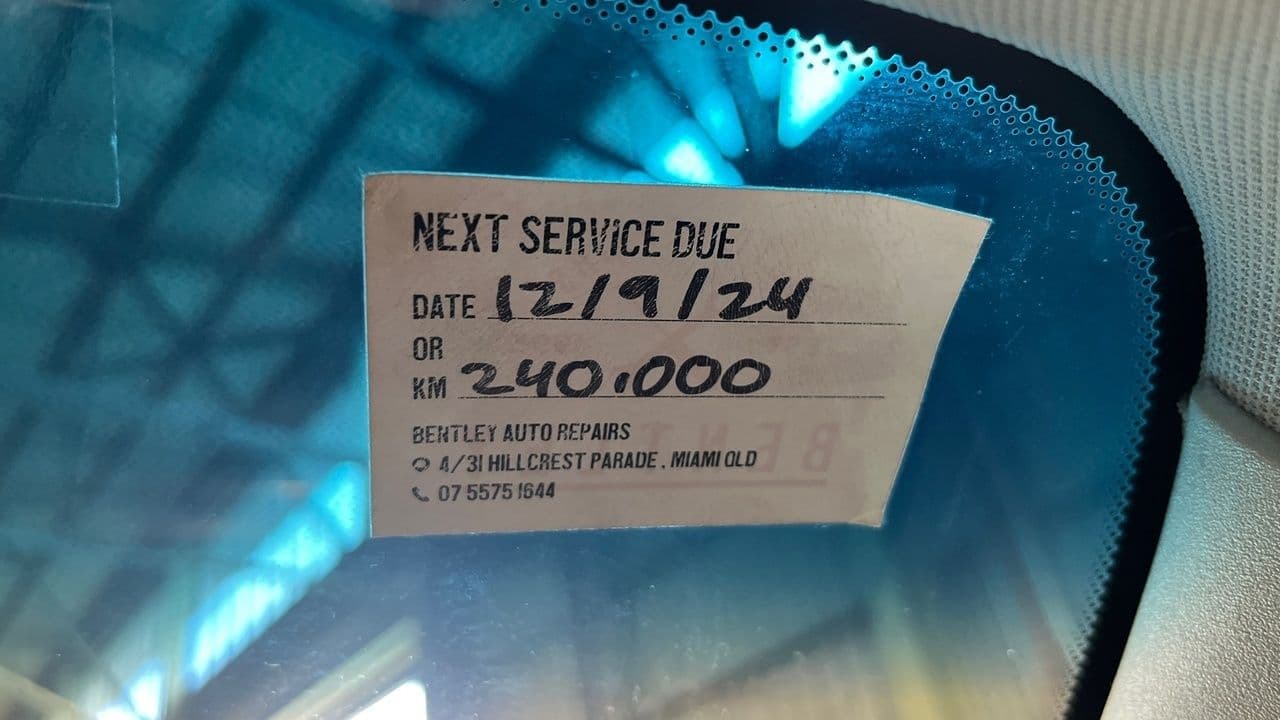 NEXT SERVICE DUE
DATE 12/9/24
OR
KM 240.000
BENTLEY AUTO REPAIRS
4/31 HILLCREST PARADE. MIAMI QLD
07 5575 1644